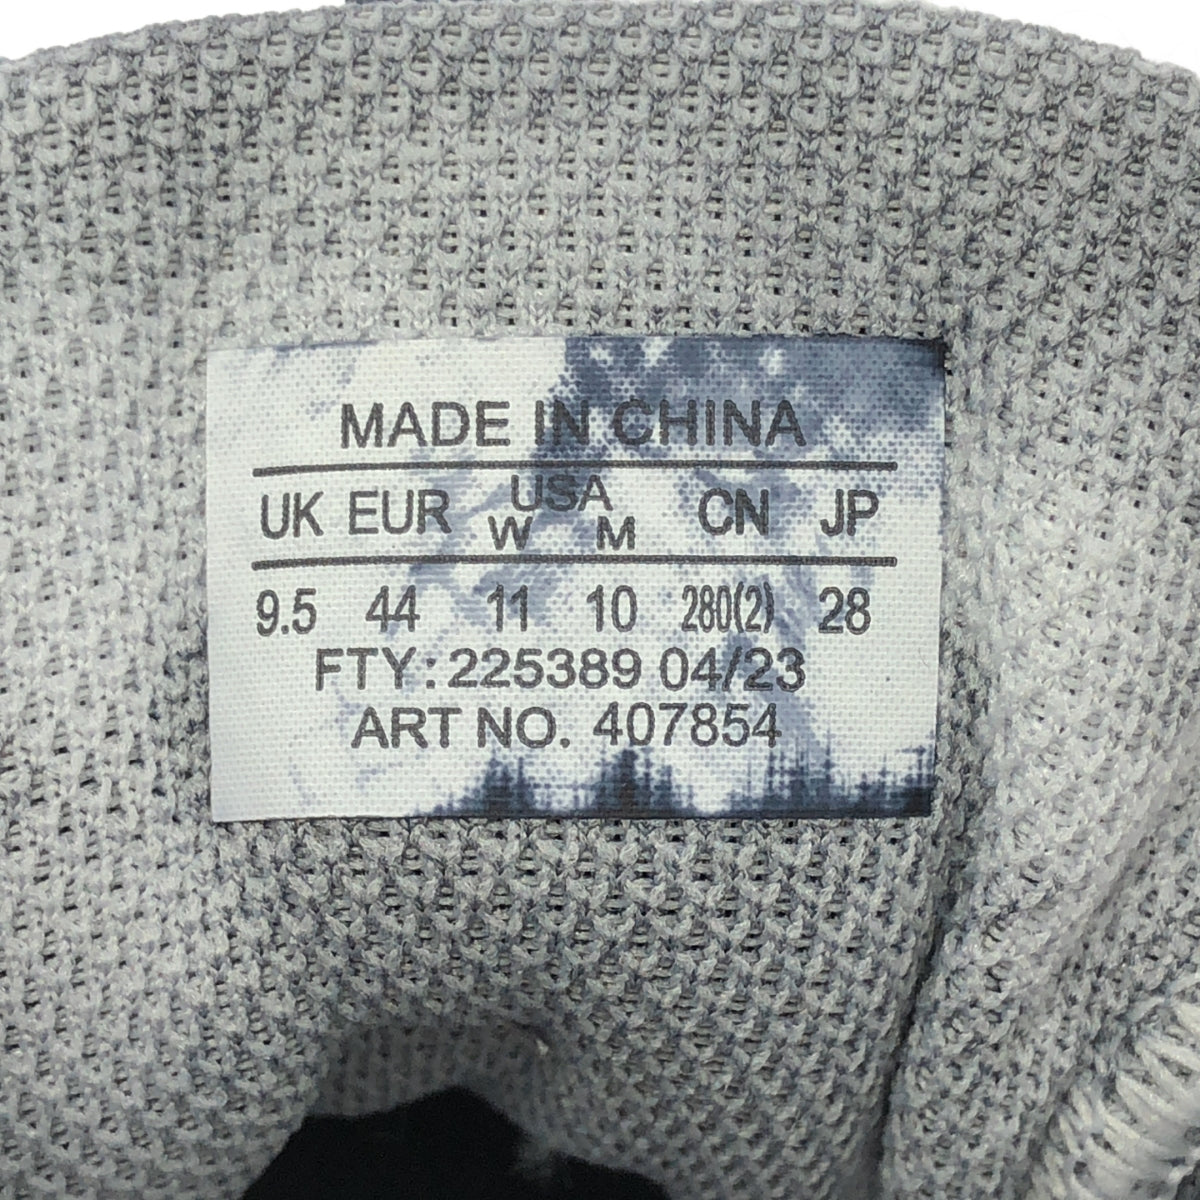 MADE IN CHINA
UK EUR USA W M CN JP
9.5 44 11 10 280(2) 28
FTY: 225389 04/23
ART NO. 407854